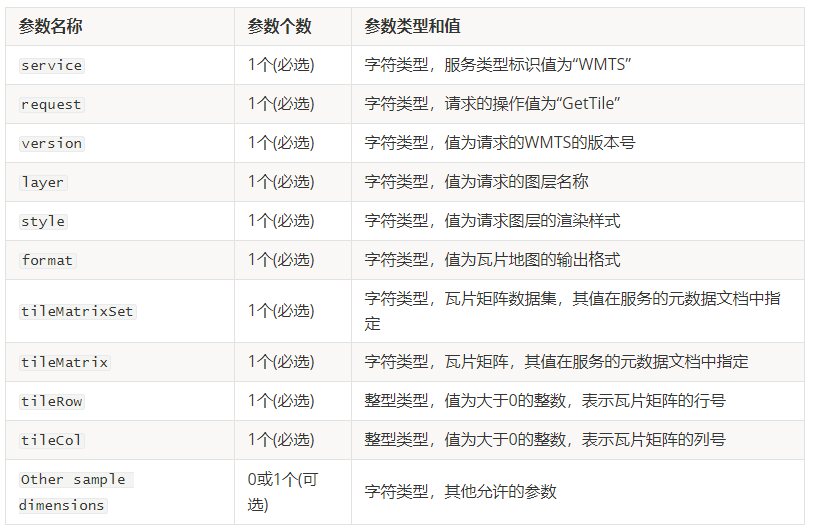 参数名称 参数个数 参数类型和值
service 1个(必选) 字符类型，服务类型标识值为“WMTS”
request 1个(必选) 字符类型，请求的操作值为“GetTile”
version 1个(必选) 字符类型，值为请求的WMTS的版本号
layer 1个(必选) 字符类型，值为请求的图层名称
style 1个(必选) 字符类型，值为请求图层的渲染样式
format 1个(必选) 字符类型，值为瓦片地图的输出格式
tileMatrixSet 1个(必选) 字符类型，瓦片矩阵数据集，其值在服务的元数据文档中指
定
tileMatrix 1个(必选) 字符类型，瓦片矩阵，其值在服务的元数据文档中指定
tileRow 1个(必选) 整型类型，值为大于0的整数，表示瓦片矩阵的行号
tileCol 1个(必选) 整型类型，值为大于0的整数，表示瓦片矩阵的列号
Other sample
dimensions
0或1个(可
选)
字符类型，其他允许的参数